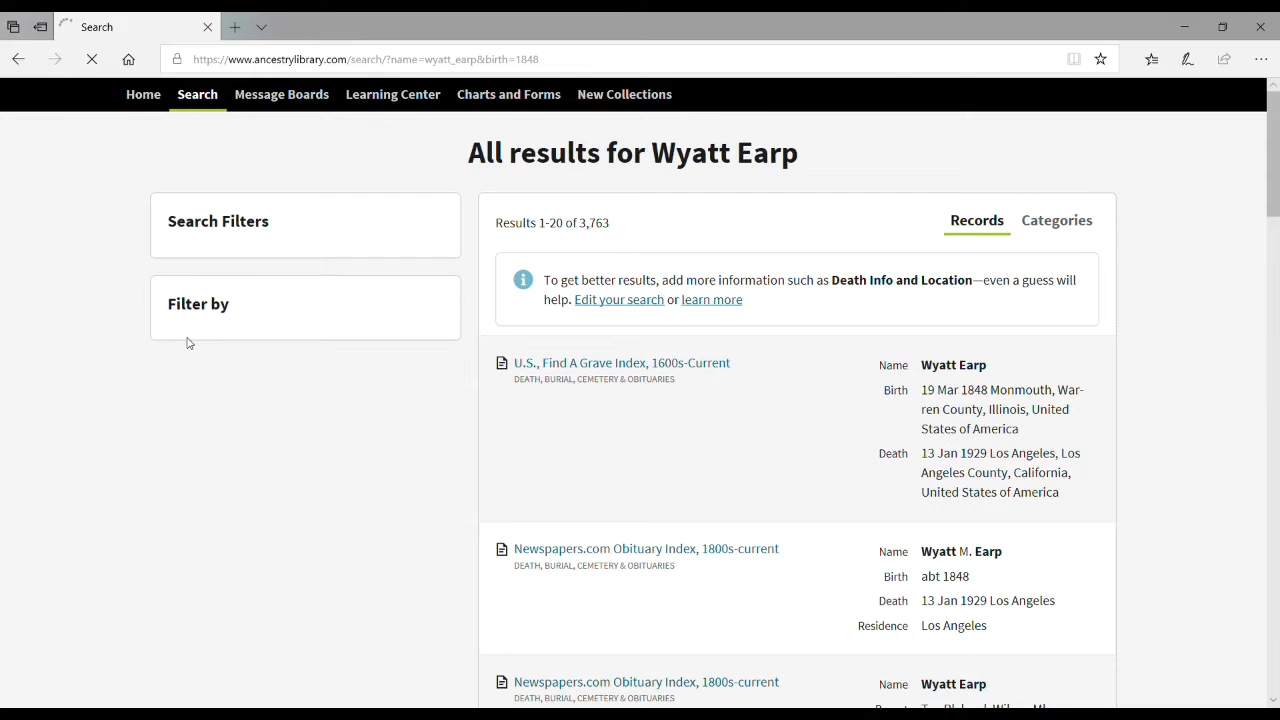 Search
https://www.ancestrylibrary.com/search/?name=wyatt_earp&birth=1848
Home Search Message Boards Learning Center Charts and Forms New Collections
All results for Wyatt Earp
Search Filters
Filter by
Results 1-20 of 3,763
Records Categories
To get better results, add more information such as Death Info and Location—even a guess will
help. Edit your search or learn more
U.S., Find A Grave Index, 1600s-Current
DEATH, BURIAL, CEMETERY & OBITUARIES
Name Wyatt Earp
Birth 19 Mar 1848 Monmouth, War-
ren County, Illinois, United
States of America
Death 13 Jan 1929 Los Angeles, Los
Angeles County, California,
United States of America
Newspapers.com Obituary Index, 1800s-current
DEATH, BURIAL, CEMETERY & OBITUARIES
Name Wyatt M. Earp
Birth abt 1848
Death 13 Jan 1929 Los Angeles
Residence Los Angeles
Newspapers.com Obituary Index, 1800s-current
DEATH, BURIAL, CEMETERY & OBITUARIES
Name Wyatt Earp